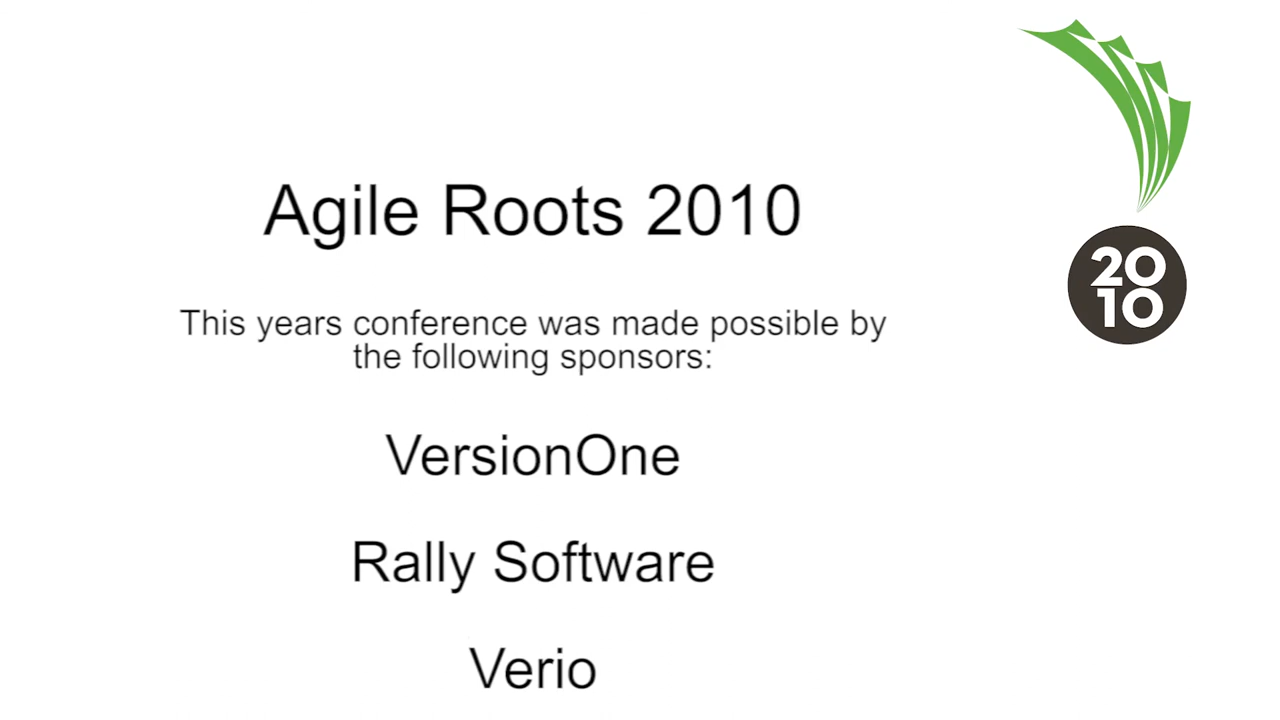 Agile Roots 2010
This years conference was made possible by
the following sponsors:
VersionOne
Rally Software
Verio
20
10